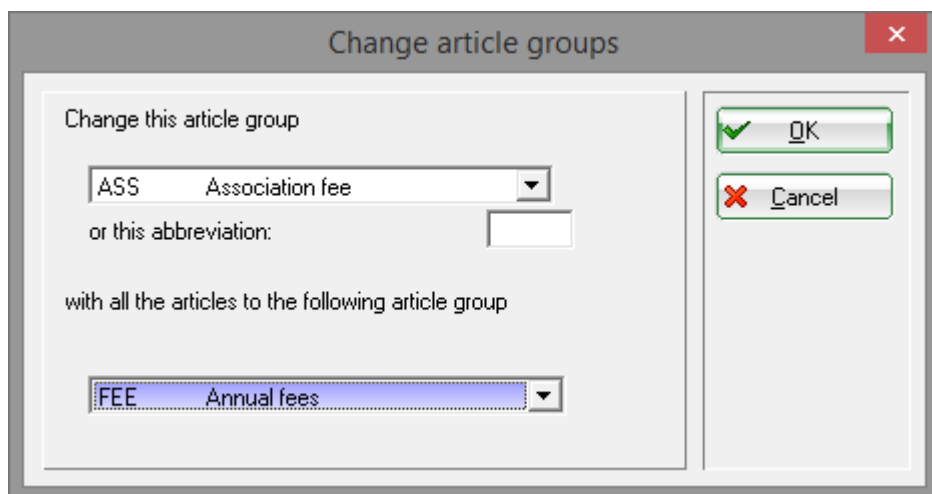 Change article groups
Change this article group
ASS Association fee
or this abbreviation:
with all the articles to the following article group
FEE Annual fees
OK
Cancel